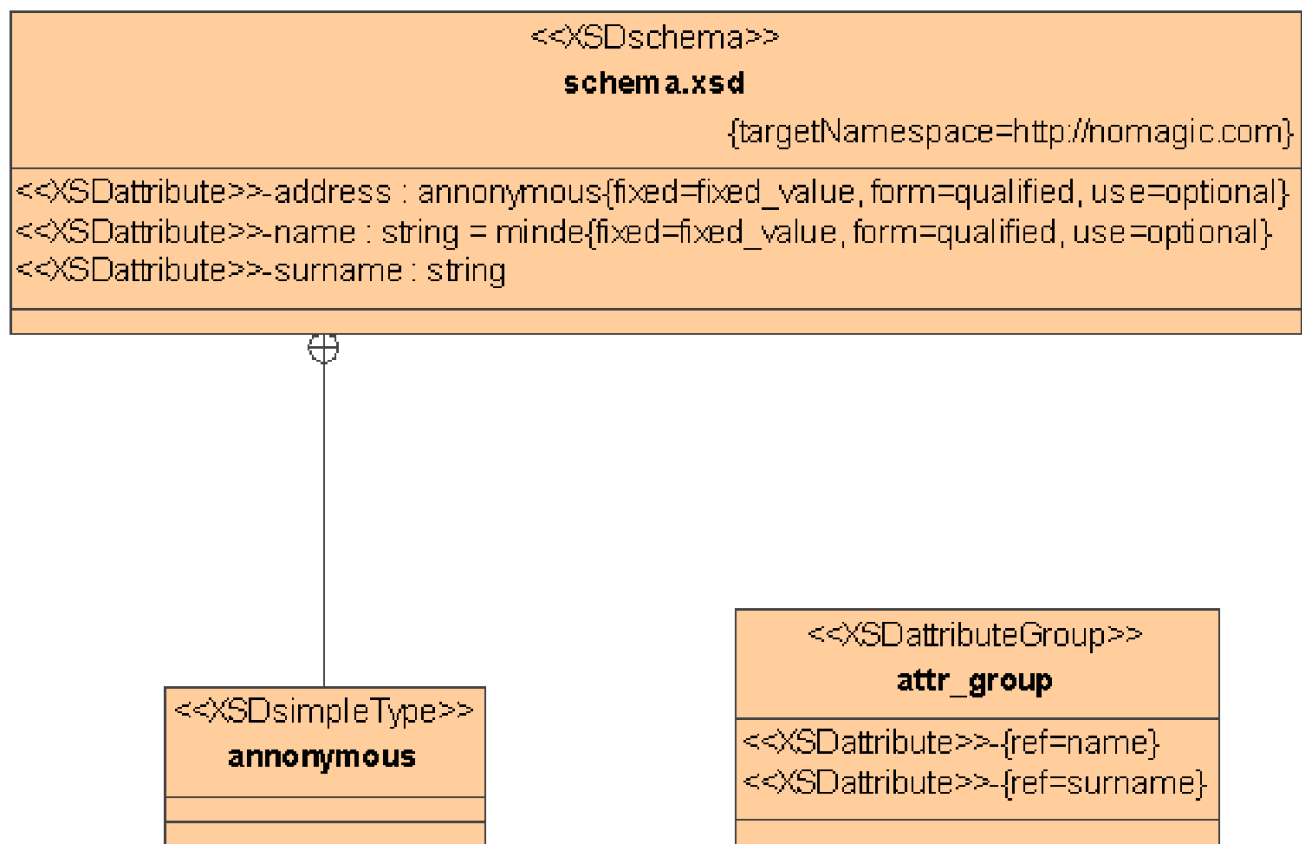 <<XSDschema>>
schema.xsd
{targetNamespace=http://nomagic.com}
<<XSDattribute>>-address : annonymous{fixed=fixed_value, form=qualified, use=optional}
<<XSDattribute>>-name : string = minde{fixed=fixed_value, form=qualified, use=optional}
<<XSDattribute>>-surname : string
<<XSDattributeGroup>>
attr_group
<<XSDsimpleType>>
annonymous
<<XSDattribute>>-{ref=name}
<<XSDattribute>>-{ref=surname}